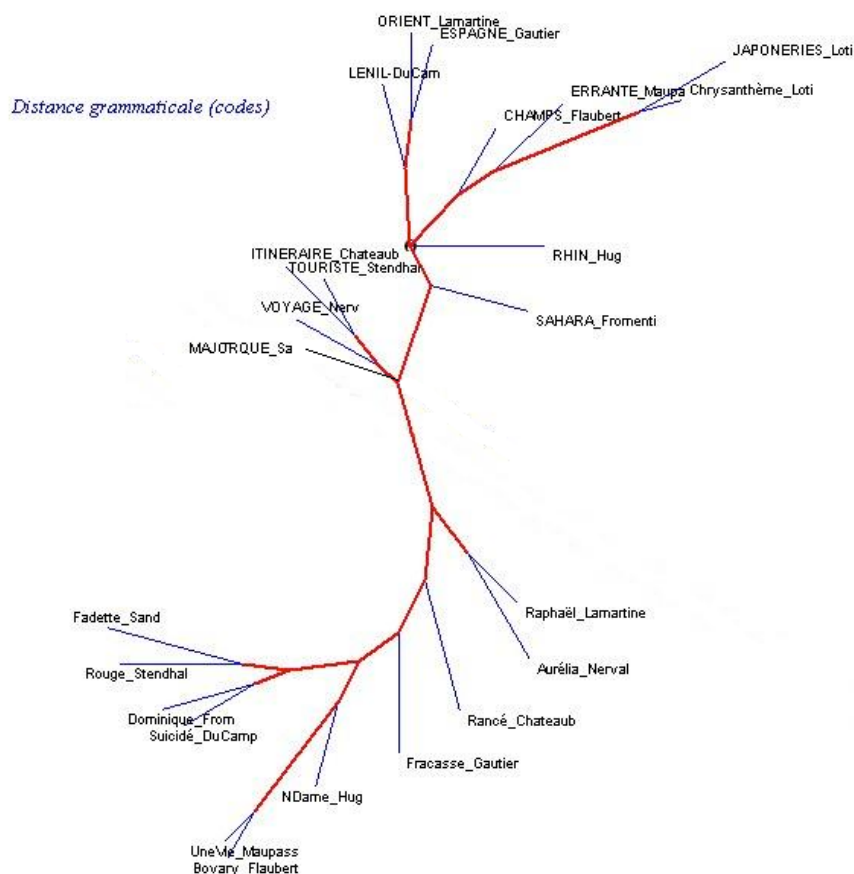 ORIENT_Lamartine
ESPAGNE_Gautier
JAPONERIES_Loti
LENIL-DuCam
ERRANTE_Maupa
Chrysanthème_Loti
Distance grammaticale (codes)
CHAMPS_Flaubert
ITINERAIRE_Chateaub
RHIN_Hug
TOURISTE_Stendhal
VOYAGE_Nerv
SAHARA_Fromenti
MAJORQUE_Sa
Raphaël_Lamartine
Fadette_Sand
Aurélia_Nerval
Rouge_Stendhal
Dominique_From
Rancé_Chateaub
Suicidé_DuCamp
Fracasse_Gautier
NDame_Hug
UneVie_Maupass
Bovary_Flaubert